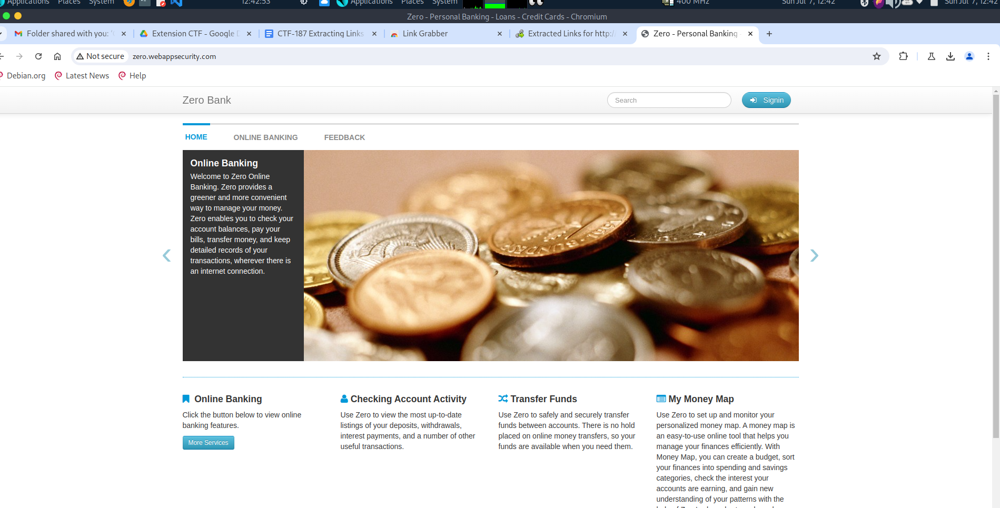 Applications Places System 12:42:53 Applications Places System 400 MHz Sun Jul 7, 12:42 Sun Jul 7, 12:42
Zero - Personal Banking - Loans - Credit Cards - Chromium
Folder shared with you: ' Extension CTF - Google CTF-187 Extracting Links Link Grabber Extracted Links for http:/ Zero - Personal Banking -
Not secure zero.webappsecurity.com
Debian.org Latest News Help
Zero Bank Search Signin
HOME ONLINE BANKING FEEDBACK
Online Banking
Welcome to Zero Online
Banking. Zero provides a
greener and more convenient
way to manage your money.
Zero enables you to check your
account balances, pay your
bills, transfer money, and keep
detailed records of your
transactions, wherever there is
an internet connection.
Online Banking
Click the button below to view online
banking features.
More Services
Checking Account Activity
Use Zero to view the most up-to-date
listings of your deposits, withdrawals,
interest payments, and a number of other
useful transactions.
Transfer Funds
Use Zero to safely and securely transfer
funds between accounts. There is no hold
placed on online money transfers, so your
funds are available when you need them.
My Money Map
Use Zero to set up and monitor your
personalized money map. A money map is
an easy-to-use online tool that helps you
manage your finances efficiently. With
Money Map, you can create a budget, sort
your finances into spending and savings
categories, check the interest your
accounts are earning, and gain new
understanding of your patterns with the